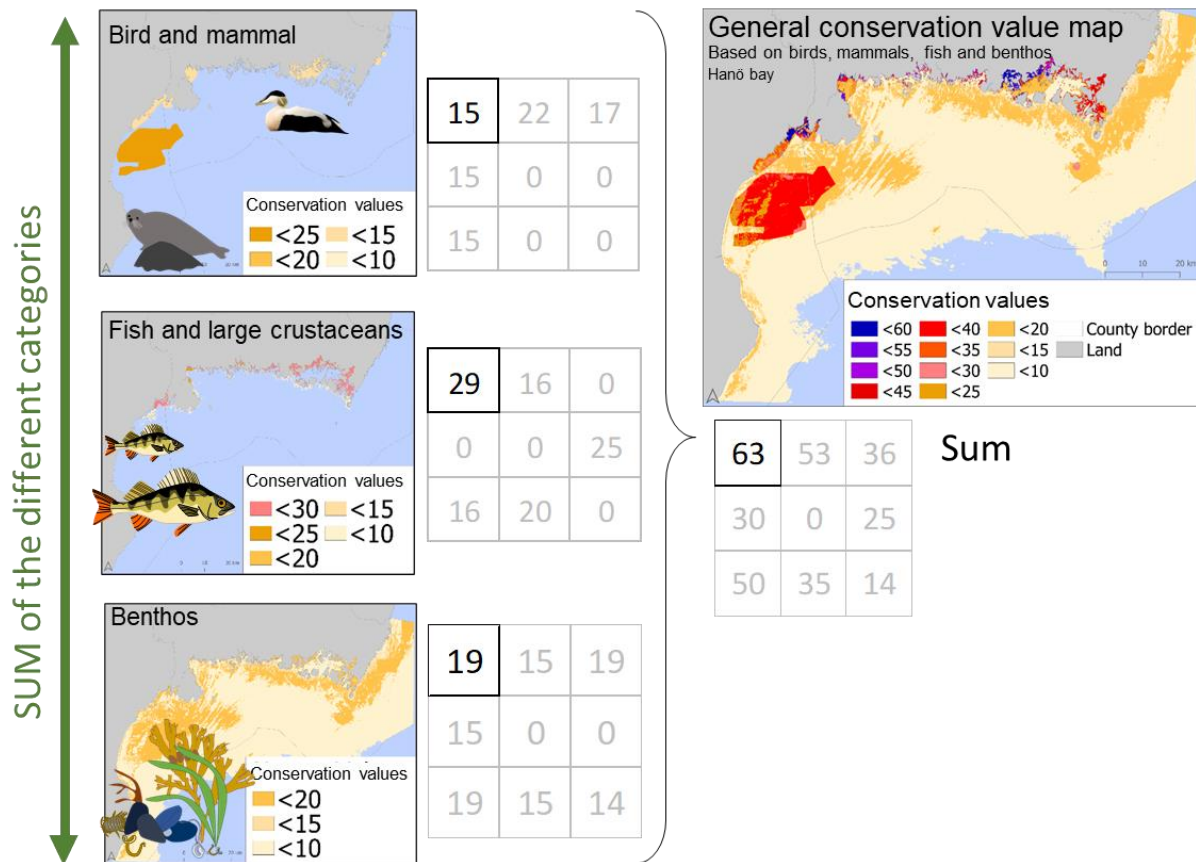 SUM of the different categories
Bird and mammal
Conservation values
<25 <15
<20 <10
15 22 17
15 0 0
15 0 0
Fish and large crustaceans
Conservation values
<30 <15
<25 <10
<20
29 16 0
0 0 25
16 20 0
Benthos
Conservation values
<20
<15
<10
19 15 19
15 0 0
19 15 14
General conservation value map
Based on birds, mammals, fish and benthos
Hanö bay
0 10 20 km
Conservation values
<60 <40 <20 County border
<55 <35 <15 Land
<50 <30 <10
<45 <25
63 53 36
30 0 25
50 35 14
Sum